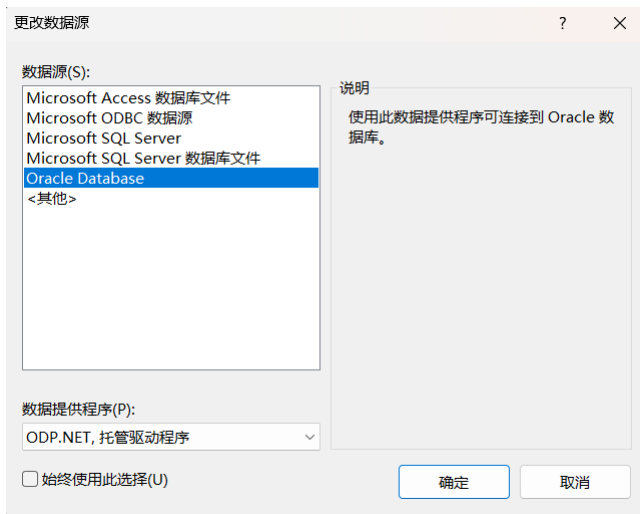 更改数据源
数据源(S):
Microsoft Access 数据库文件
Microsoft ODBC 数据源
Microsoft SQL Server
Microsoft SQL Server 数据库文件
Oracle Database
<其他>
说明
使用此数据提供程序可连接到 Oracle 数
据库。
数据提供程序(P):
ODP.NET, 托管驱动程序
始终使用此选择(U)
确定
取消